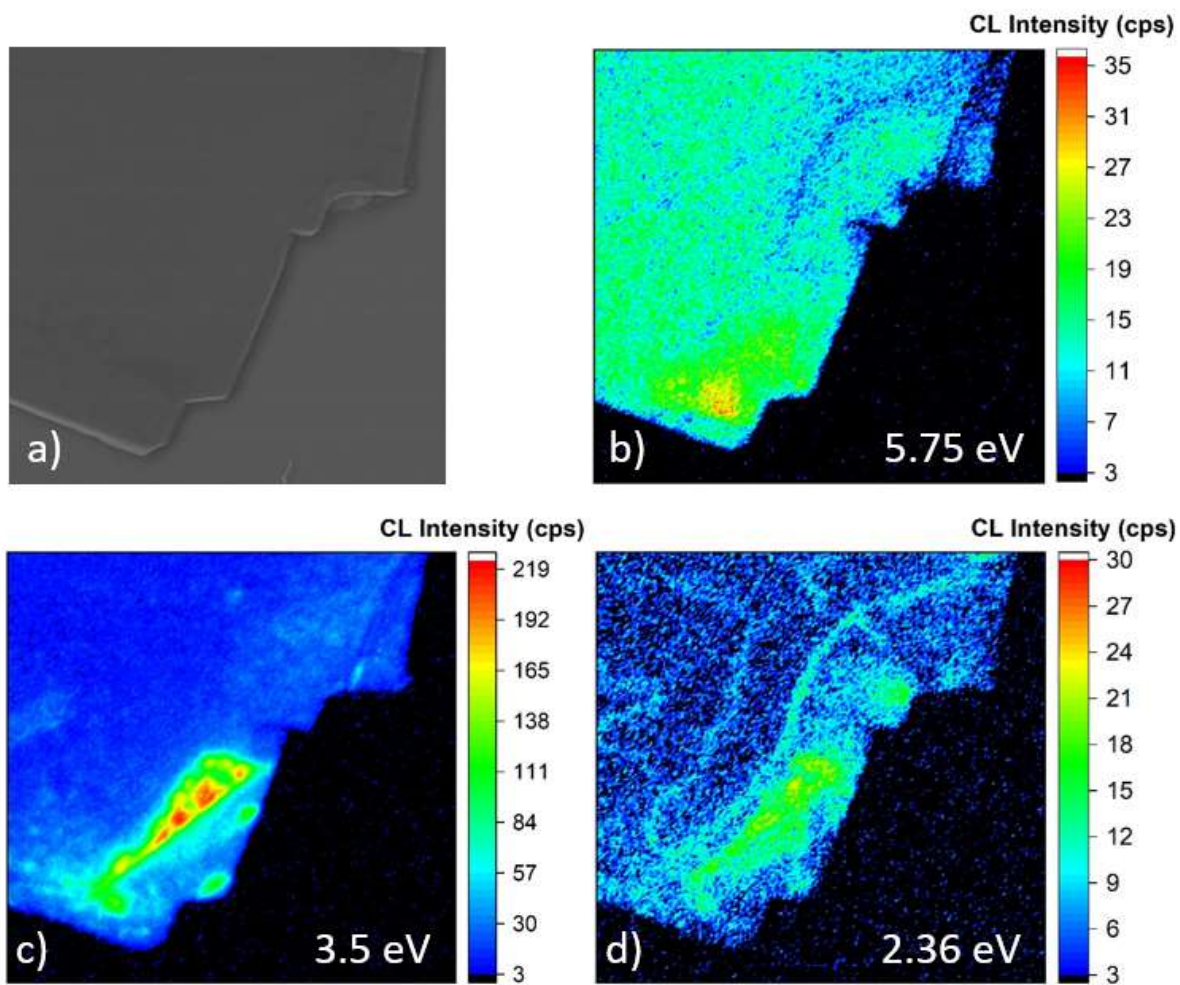 CL Intensity (cps)
35
31
27
23
19
15
11
7
3
a)
b)
5.75 eV
CL Intensity (cps)
219
192
165
138
111
84
57
30
3
c)
3.5 eV
CL Intensity (cps)
30
27
24
21
18
15
12
9
6
3
d)
2.36 eV